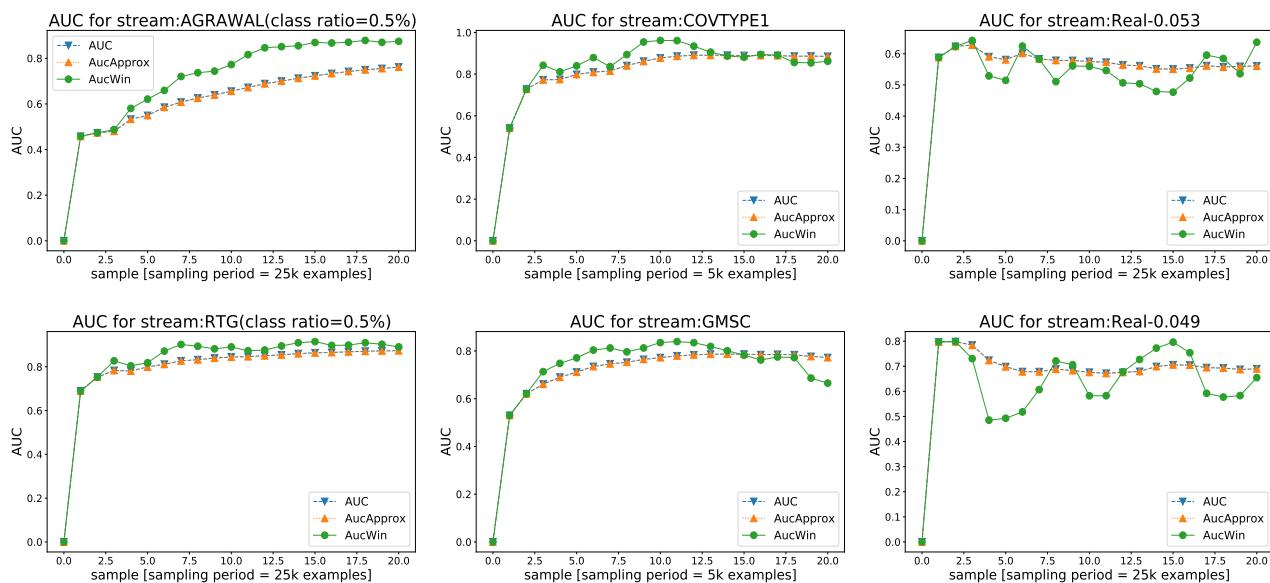 AUC for stream:AGRAWAL(class ratio=0.5%)
AUC
0.8
0.6
0.4
0.2
0.0
AUC
AucApprox
AucWin
0.0 2.5 5.0 7.5 10.0 12.5 15.0 17.5 20.0
sample [sampling period = 25k examples]
AUC for stream:COVTYPE1
AUC
1.0
0.8
0.6
0.4
0.2
0.0
AUC
AucApprox
AucWin
0.0 2.5 5.0 7.5 10.0 12.5 15.0 17.5 20.0
sample [sampling period = 5k examples]
AUC for stream:Real-0.053
AUC
0.6
0.5
0.4
0.3
0.2
0.1
0.0
AUC
AucApprox
AucWin
0.0 2.5 5.0 7.5 10.0 12.5 15.0 17.5 20.0
sample [sampling period = 25k examples]
AUC for stream:RTG(class ratio=0.5%)
AUC
0.8
0.6
0.4
0.2
0.0
AUC
AucApprox
AucWin
0.0 2.5 5.0 7.5 10.0 12.5 15.0 17.5 20.0
sample [sampling period = 25k examples]
AUC for stream:GMSC
AUC
0.8
0.6
0.4
0.2
0.0
AUC
AucApprox
AucWin
0.0 2.5 5.0 7.5 10.0 12.5 15.0 17.5 20.0
sample [sampling period = 5k examples]
AUC for stream:Real-0.049
AUC
0.8
0.7
0.6
0.5
0.4
0.3
0.2
0.1
0.0
AUC
AucApprox
AucWin
0.0 2.5 5.0 7.5 10.0 12.5 15.0 17.5 20.0
sample [sampling period = 25k examples]